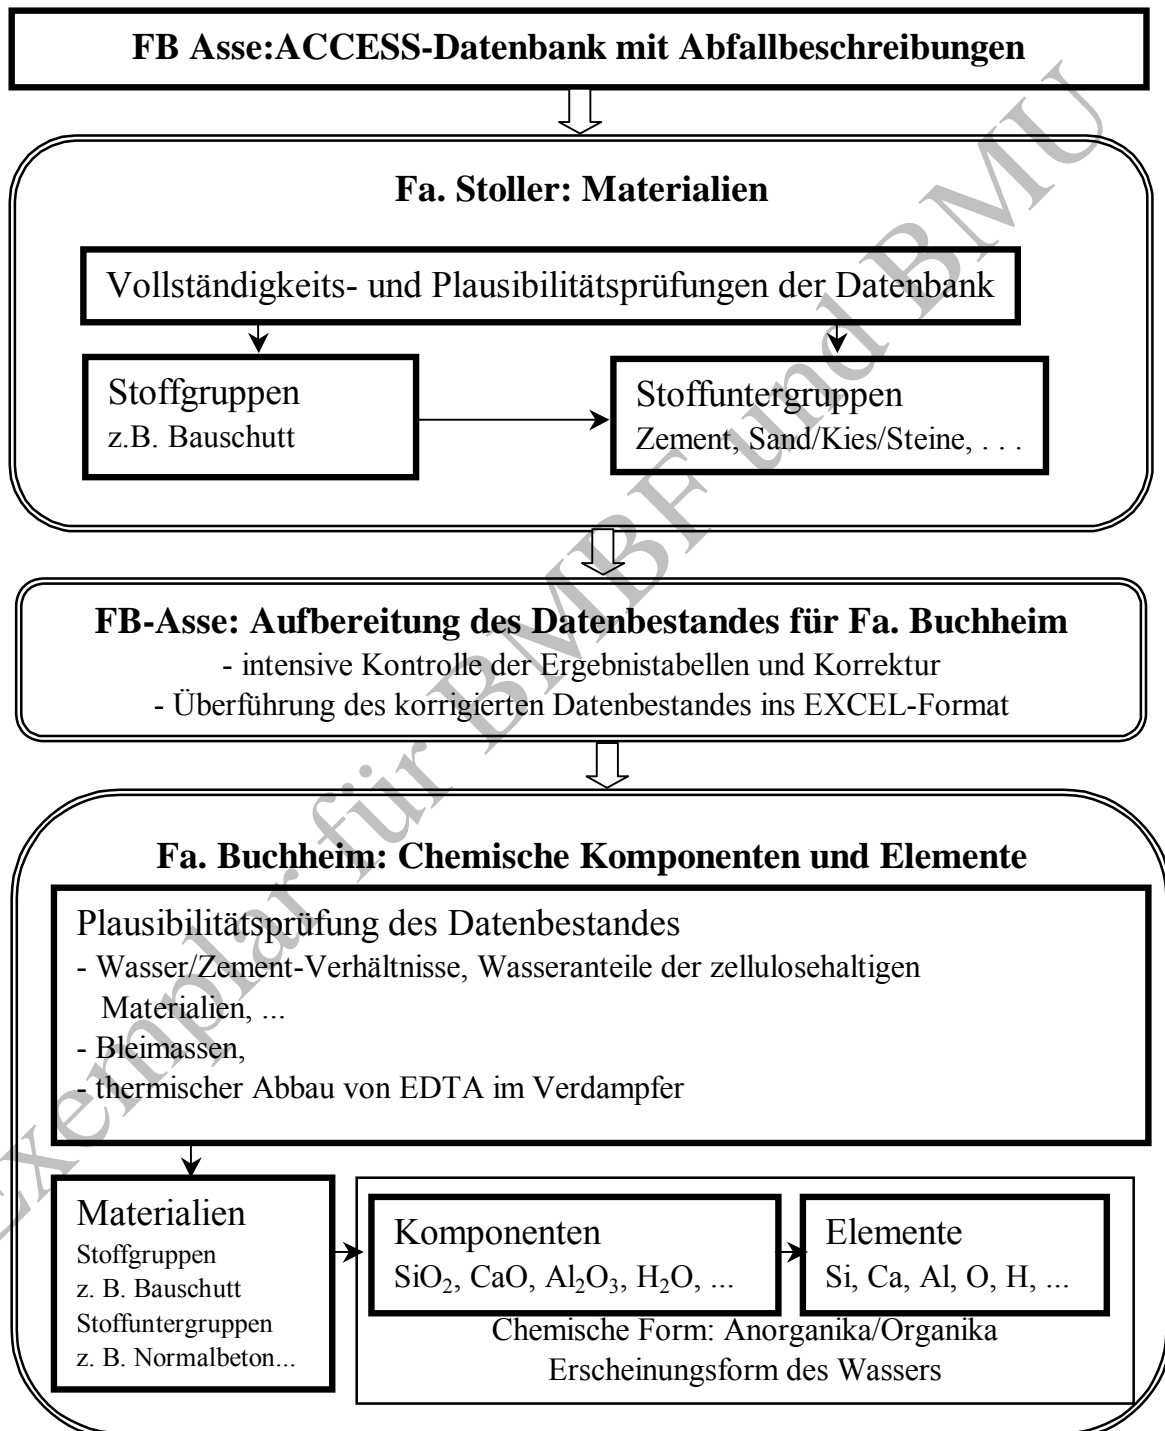 FB Asse:ACCESS-Datenbank mit Abfallbeschreibungen
Fa. Stoller: Materialien
Vollständigkeits- und Plausibilitätsprüfungen der Datenbank
Stoffgruppen
z.B. Bauschutt
Stoffuntergruppen
Zement, Sand/Kies/Steine, . . .
FB-Asse: Aufbereitung des Datenbestandes für Fa. Buchheim
- intensive Kontrolle der Ergebnistabellen und Korrektur
- Überführung des korrigierten Datenbestandes ins EXCEL-Format
Fa. Buchheim: Chemische Komponenten und Elemente
Plausibilitätsprüfung des Datenbestandes
- Wasser/Zement-Verhältnisse, Wasseranteile der zellulosehaltigen
Materialien, ...
- Bleimassen,
- thermischer Abbau von EDTA im Verdampfer
Materialien
Stoffgruppen
z. B. Bauschutt
Stoffuntergruppen
z. B. Normalbeton...
Komponenten
SiO₂, CaO, Al₂O₃, H₂O, ...
Elemente
Si, Ca, Al, O, H, ...
Chemische Form: Anorganika/Organika
Erscheinungsform des Wassers
Exemplar für BMBF und BMU